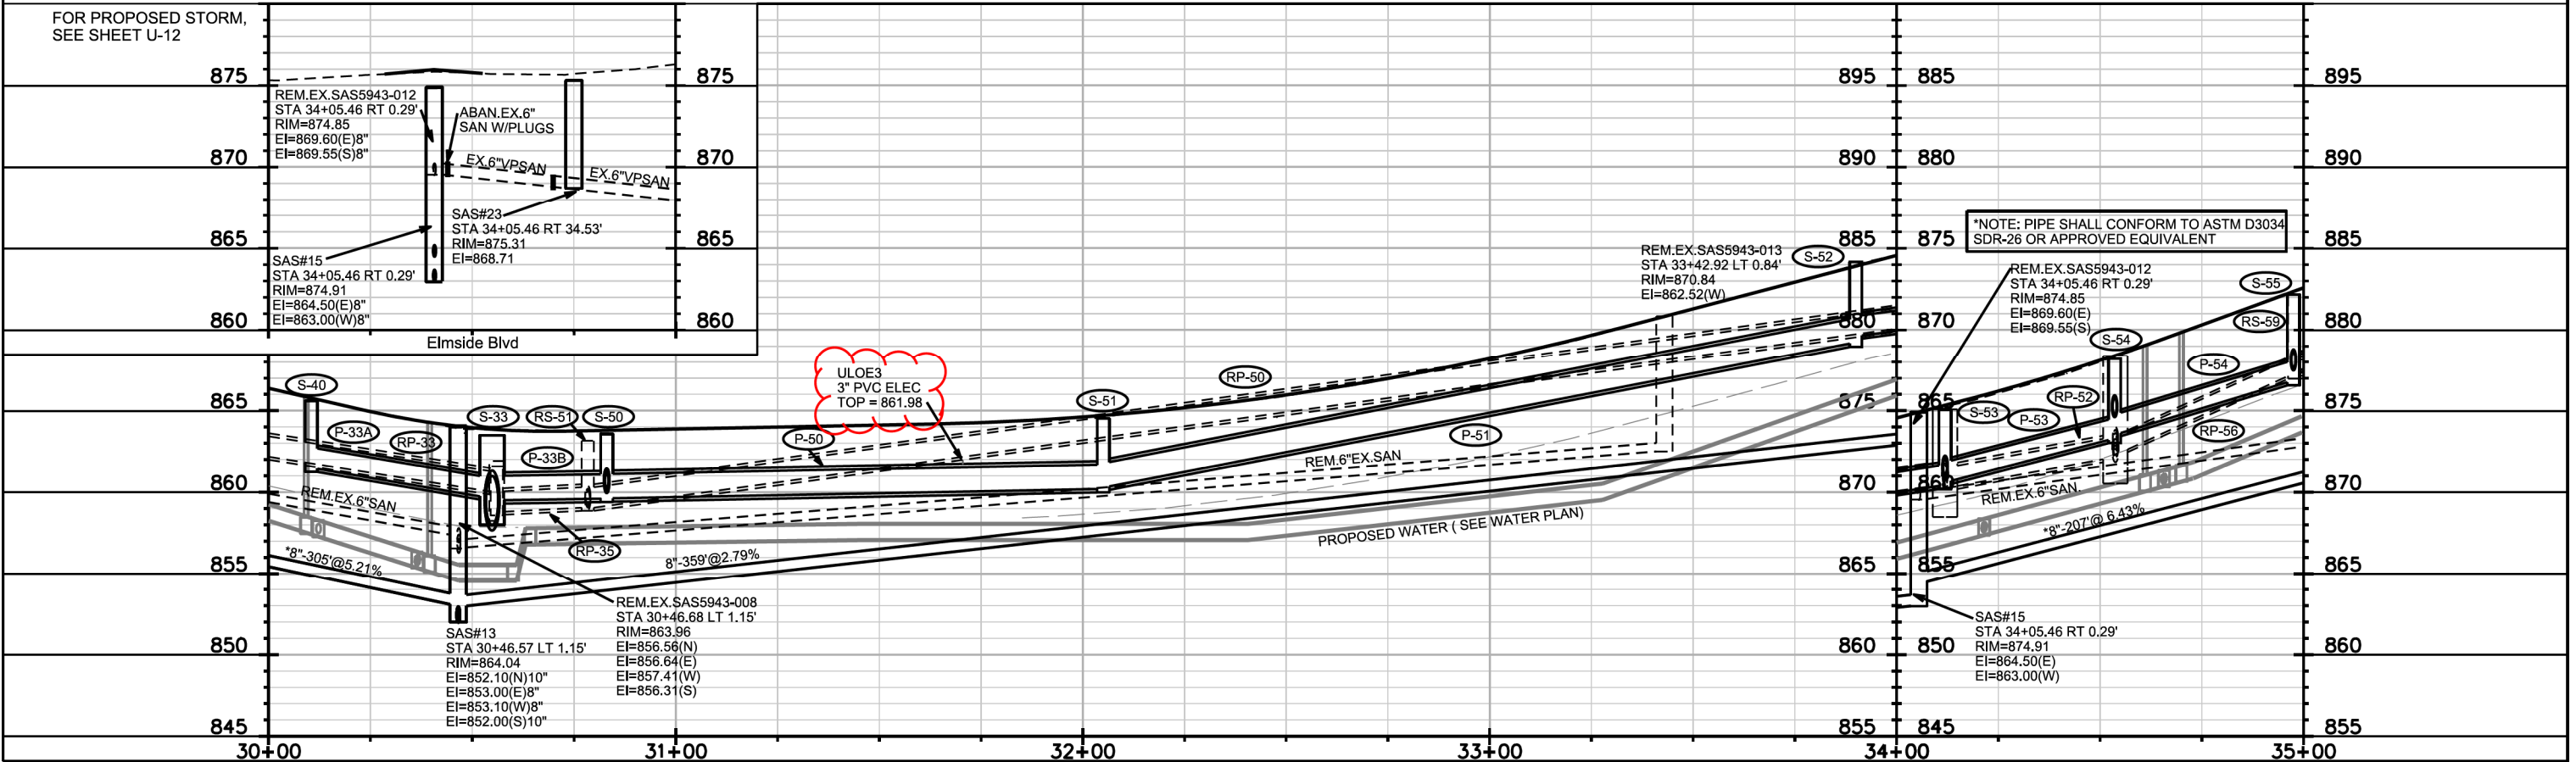 FOR PROPOSED STORM,
SEE SHEET U-12
875
870
865
860
875
870
865
860
REM.EX.SAS5943-012
STA 34+05.46 RT 0.29'
RIM=874.85
EI=869.60(E)8"
EI=869.55(S)8"
ABAN.EX.6"
SAN W/PLUGS
EX.6"VPSAN
EX.6"VPSAN
SAS#23
STA 34+05.46 RT 34.53'
RIM=875.31
EI=868.71
SAS#15
STA 34+05.46 RT 0.29'
RIM=874.91
EI=864.50(E)8"
EI=863.00(W)8"
Elmside Blvd
865
860
855
850
845
S-40
P-33A
RP-33
S-33
RS-51
S-50
P-33B
REM.EX.6"SAN
*8"-305'@5.21%
RP-35
8"-359'@2.79%
SAS#13
STA 30+46.57 LT 1.15'
RIM=864.04
EI=852.10(N)10"
EI=853.00(E)8"
EI=853.10(W)8"
EI=852.00(S)10"
REM.EX.SAS5943-008
STA 30+46.68 LT 1.15'
RIM=863.96
EI=856.56(N)
EI=856.64(E)
EI=857.41(W)
EI=856.31(S)
ULOE3
3" PVC ELEC
TOP = 861.98
P-50
S-51
RP-50
P-51
REM.6"EX.SAN
PROPOSED WATER ( SEE WATER PLAN)
REM.EX.SAS5943-013
STA 33+42.92 LT 0.84'
RIM=870.84
EI=862.52(W)
S-52
895
890
885
880
875
870
865
860
855
885
880
875
870
865
860
855
850
845
*NOTE: PIPE SHALL CONFORM TO ASTM D3034
SDR-26 OR APPROVED EQUIVALENT
REM.EX.SAS5943-012
STA 34+05.46 RT 0.29'
RIM=874.85
EI=869.60(E)
EI=869.55(S)
S-55
RS-59
S-54
P-54
RP-52
S-53
P-53
RP-56
REM.EX.6"SAN.
*8"-207'@ 6.43%
SAS#15
STA 34+05.46 RT 0.29'
RIM=874.91
EI=864.50(E)
EI=863.00(W)
895
890
885
880
875
870
865
860
855
30+00
31+00
32+00
33+00
34+00
35+00